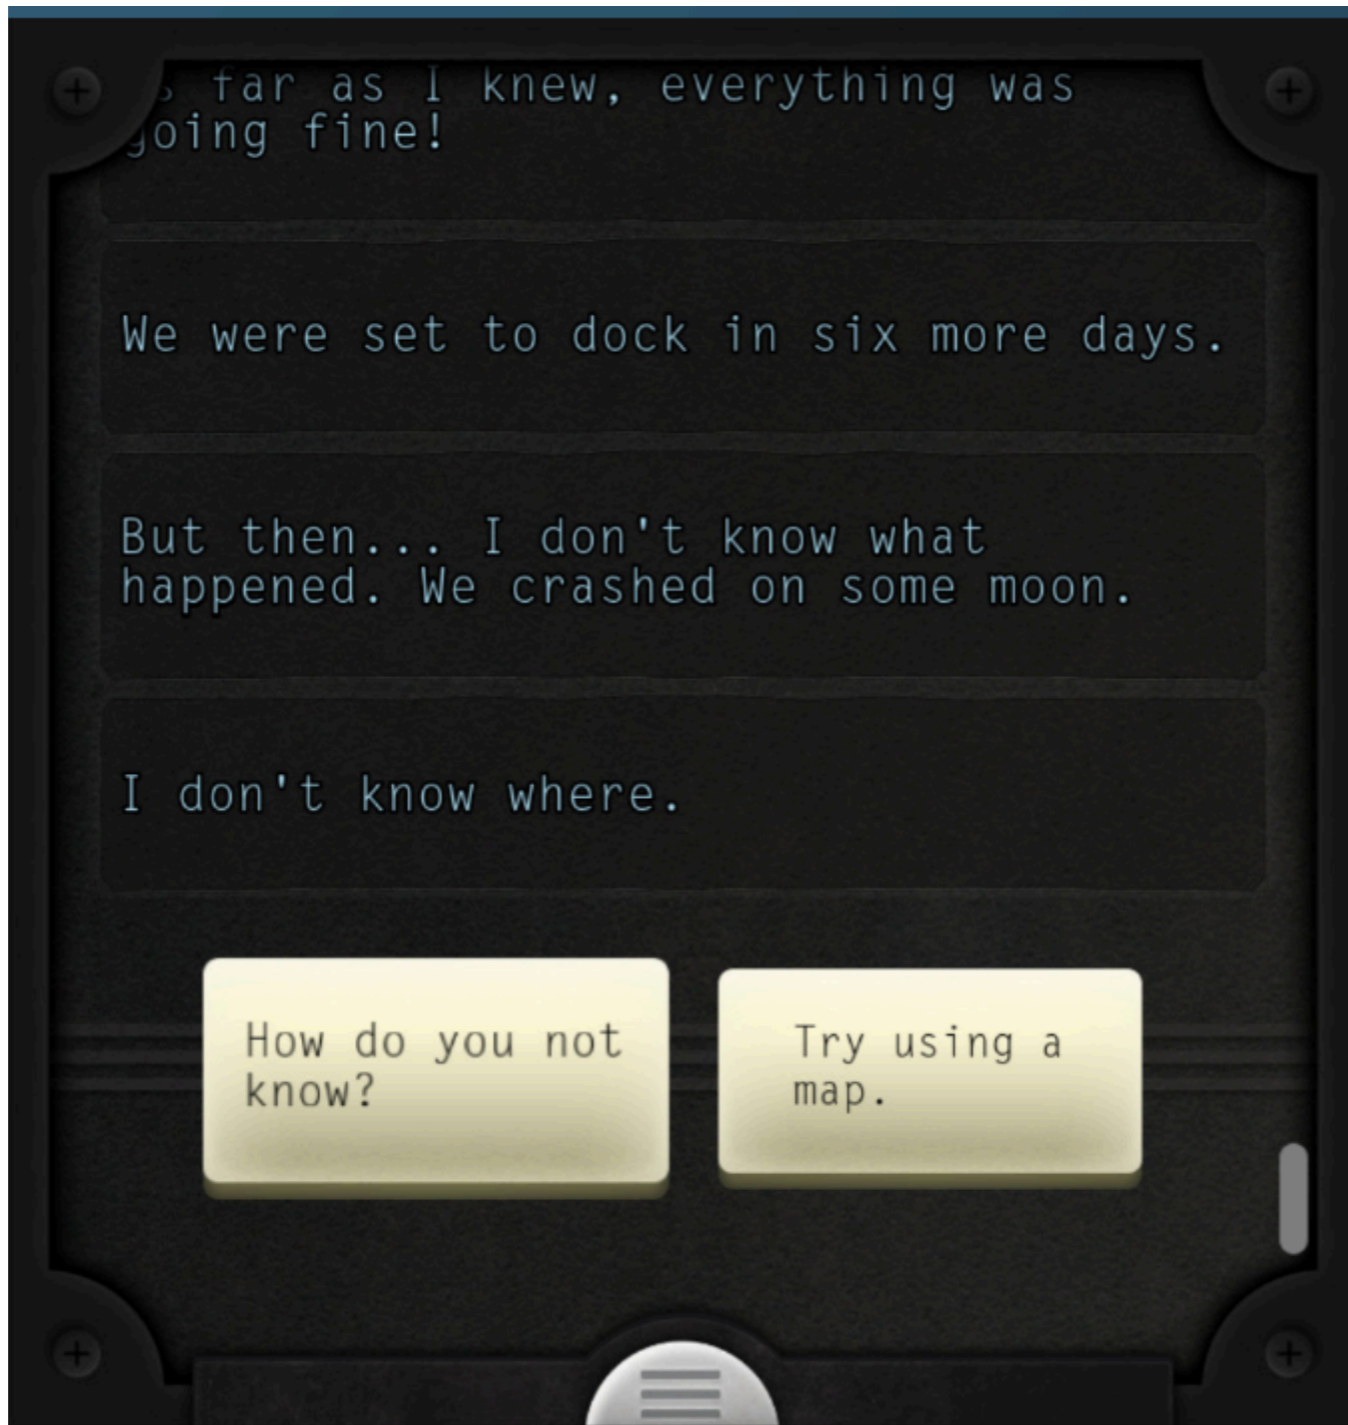 far as I knew, everything was
going fine!
We were set to dock in six more days.
But then... I don't know what
happened. We crashed on some moon.
I don't know where.
How do you not
know?
Try using a
map.